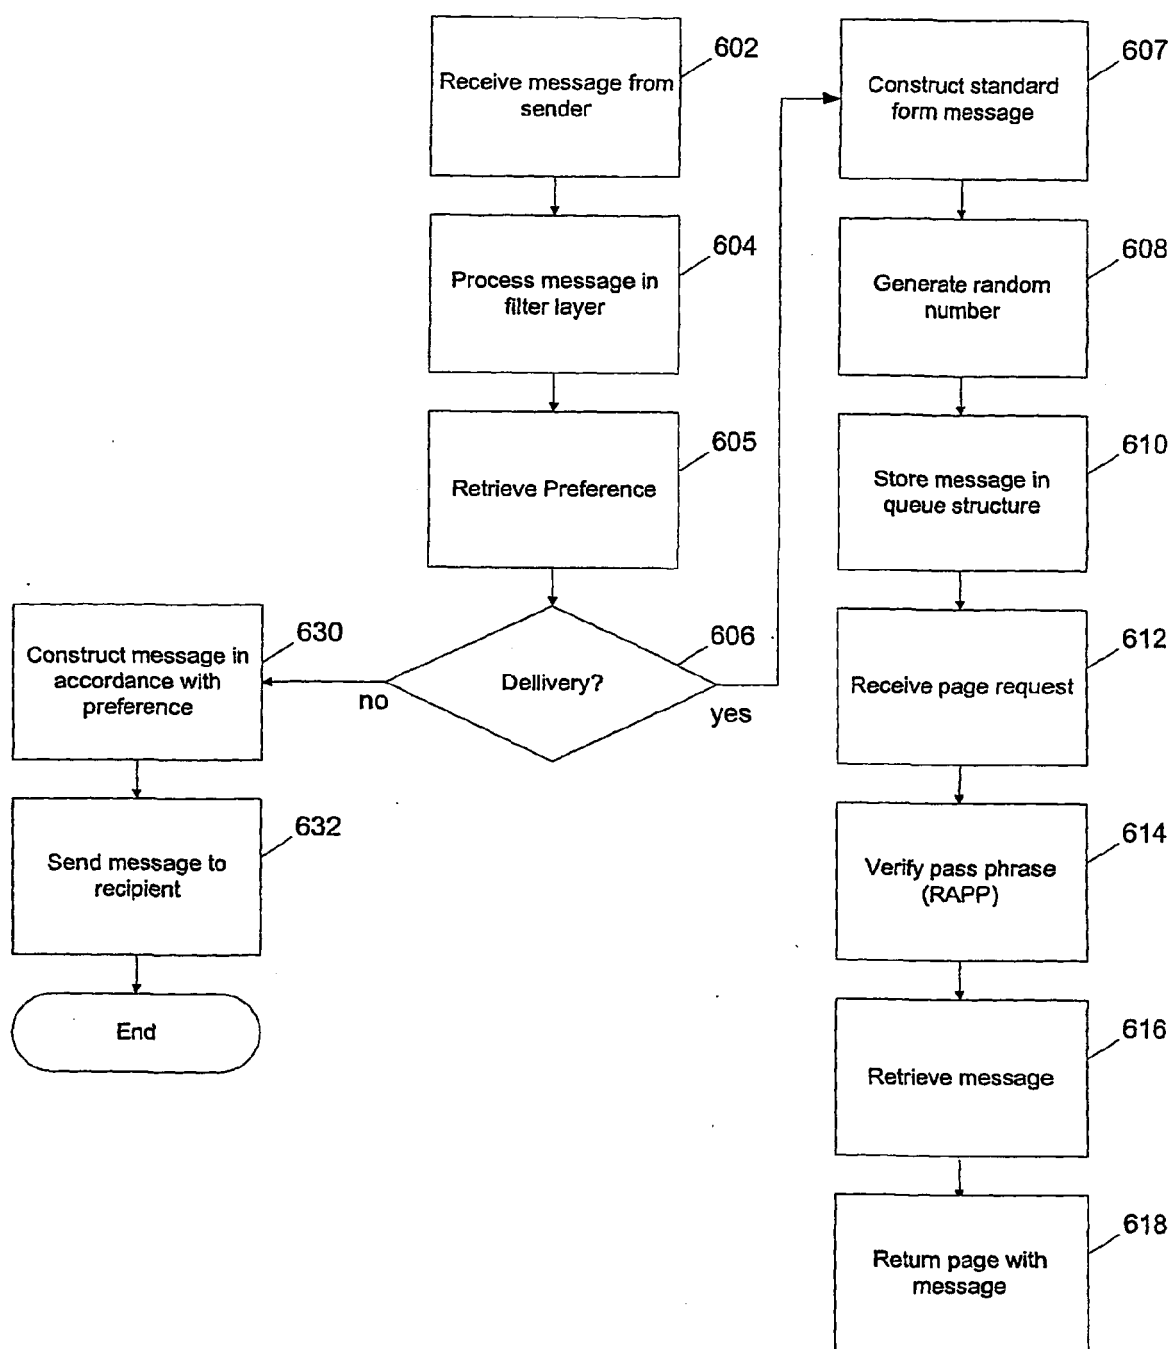 602
Receive message from
sender
604
Process message in
filter layer
605
Retrieve Preference
606
Dellivery?
no
yes
630
Construct message in
accordance with
preference
632
Send message to
recipient
End
607
Construct standard
form message
608
Generate random
number
610
Store message in
queue structure
612
Receive page request
614
Verify pass phrase
(RAPP)
616
Retrieve message
618
Return page with
message